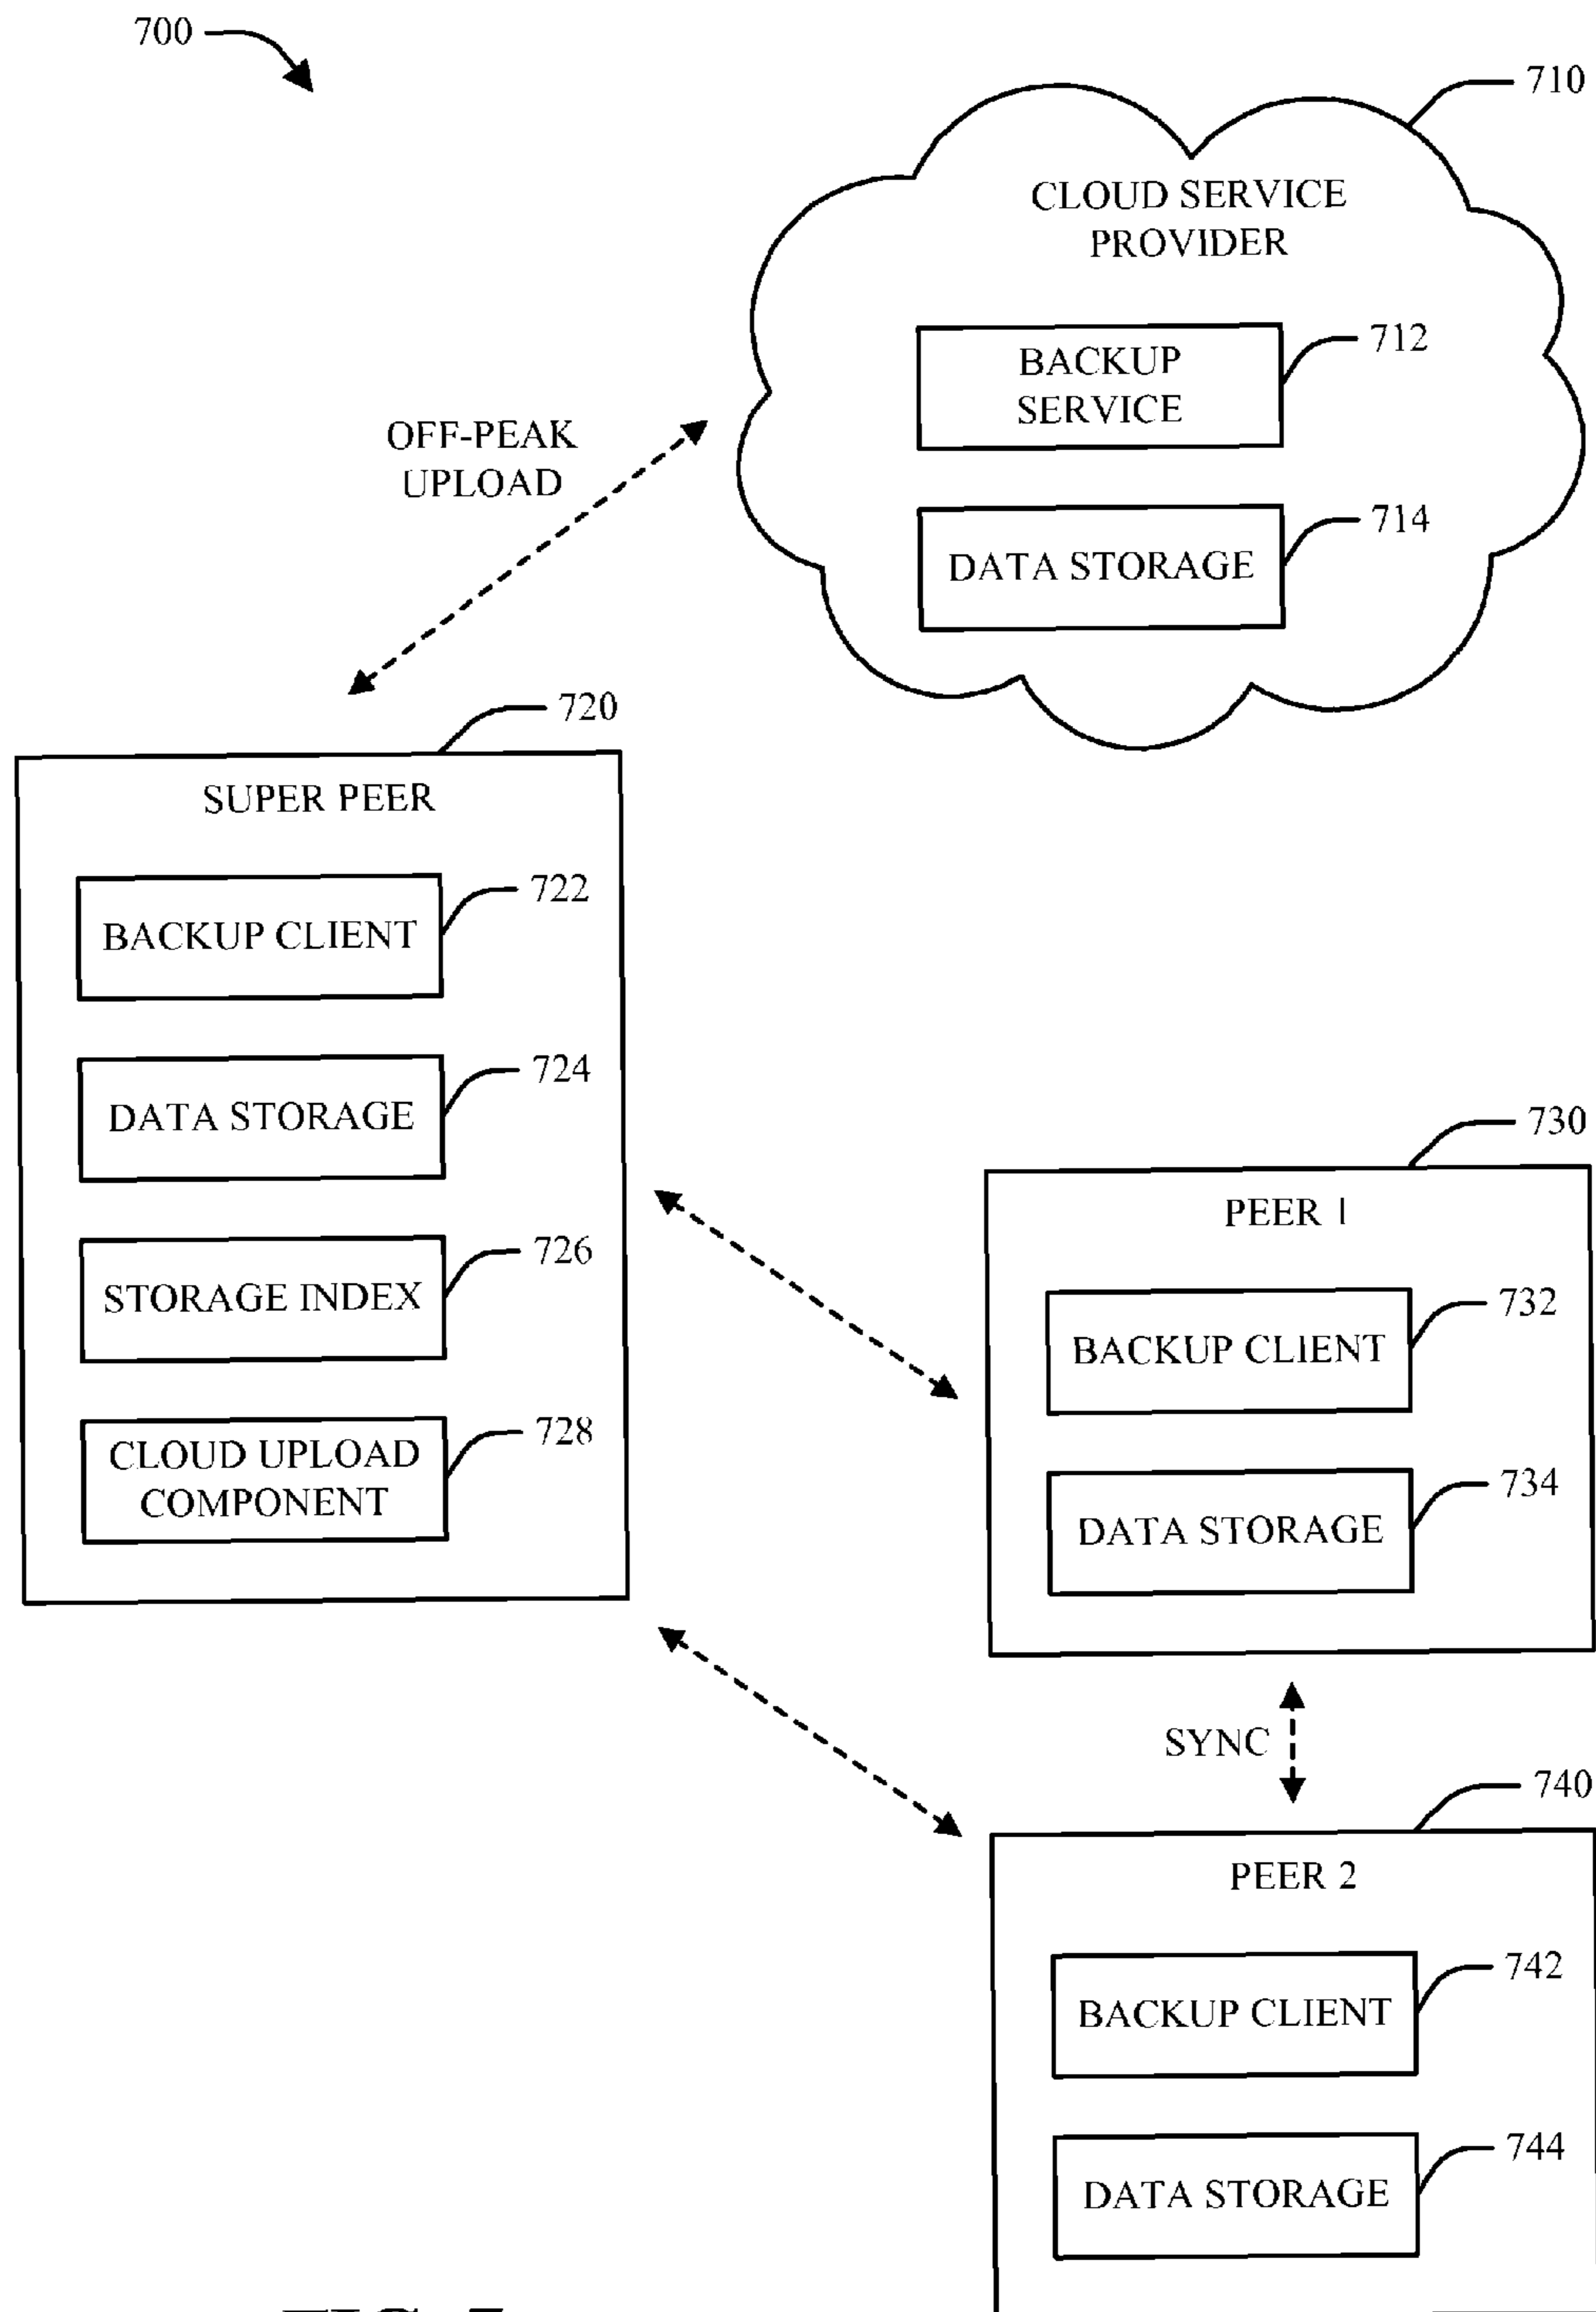 700
710
CLOUD SERVICE
PROVIDER
BACKUP
SERVICE
712
DATA STORAGE
714
OFF-PEAK
UPLOAD
720
SUPER PEER
BACKUP CLIENT
722
DATA STORAGE
724
STORAGE INDEX
726
CLOUD UPLOAD
COMPONENT
728
730
PEER 1
BACKUP CLIENT
732
DATA STORAGE
734
SYNC
740
PEER 2
BACKUP CLIENT
742
DATA STORAGE
744